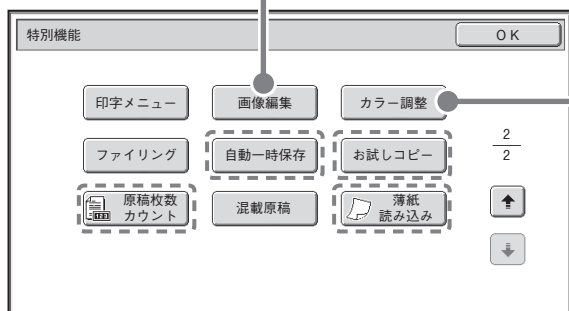 特別機能
OK
印字メニュー
画像編集
カラー調整
ファイリング
自動一時保存
お試しコピー
2
2
原稿枚数
カウント
混載原稿
薄紙
読み込み